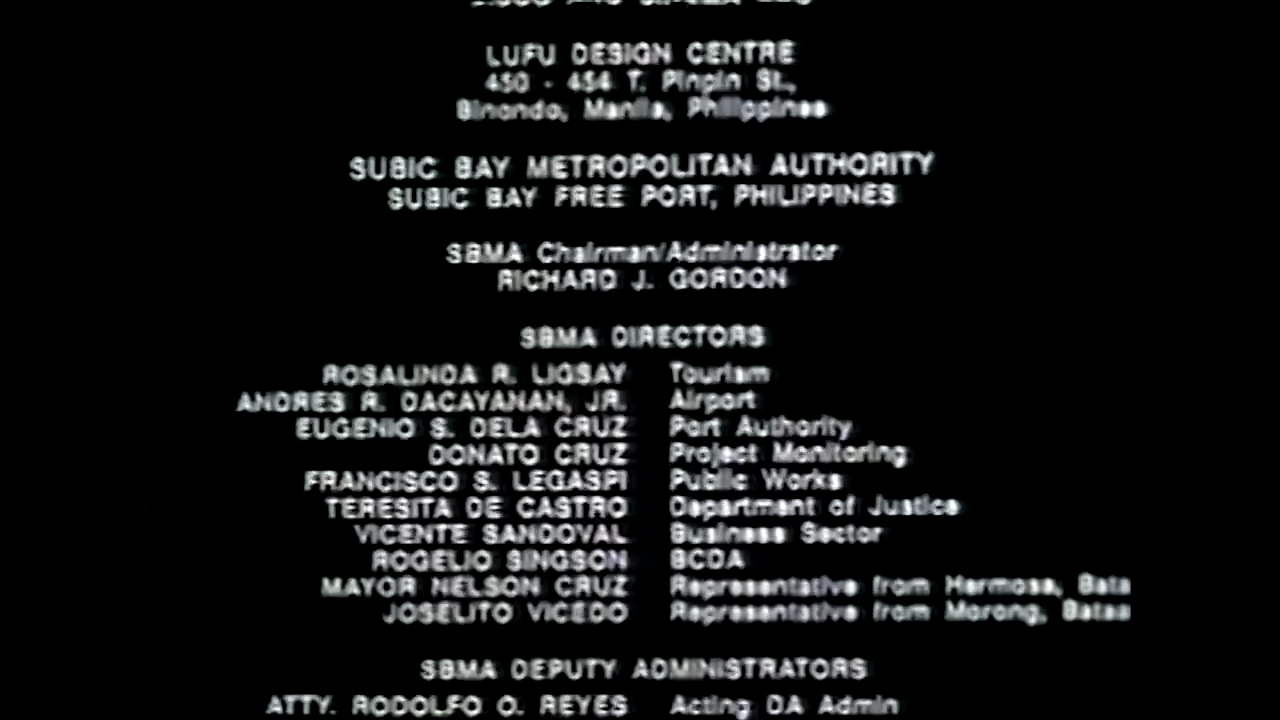 LUFU DESIGN CENTRE
450 - 454 T. Pinpin St.,
Binondo, Manila, Philippines
SUBIC BAY METROPOLITAN AUTHORITY
SUBIC BAY FREE PORT, PHILIPPINES
SBMA Chairman/Administrator
RICHARD J. GORDON
SBMA DIRECTORS
ROSALINDA R. LIGSAY Tourism
ANDRES R. DACAYANAN, JR. Airport
EUGENIO S. DELA CRUZ Port Authority
DONATO CRUZ Project Monitoring
FRANCISCO S. LEGASPI Public Works
TERESITA DE CASTRO Department of Justice
VICENTE SANDOVAL Business Sector
ROGELIO SINGSON BCDA
MAYOR NELSON CRUZ Representative from Hermosa, Bata
JOSELITO VICEDO Representative from Morong, Bataa
SBMA DEPUTY ADMINISTRATORS
ATTY. RODOLFO O. REYES Acting DA Admin